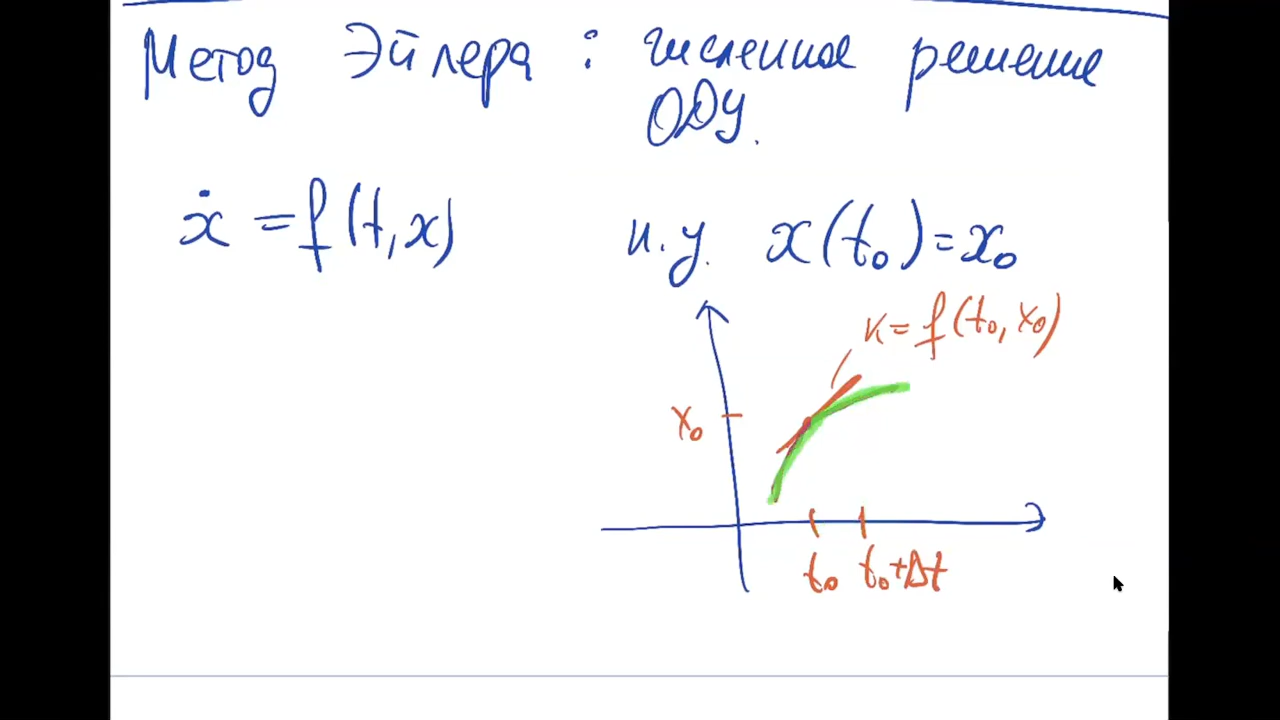 Метод Эйлера : численное решение
ОДУ.
ẋ = f(t,x)
н.у. x(t₀)=x₀
k= f(t₀, x₀)
x₀
t₀ t₀+Δt